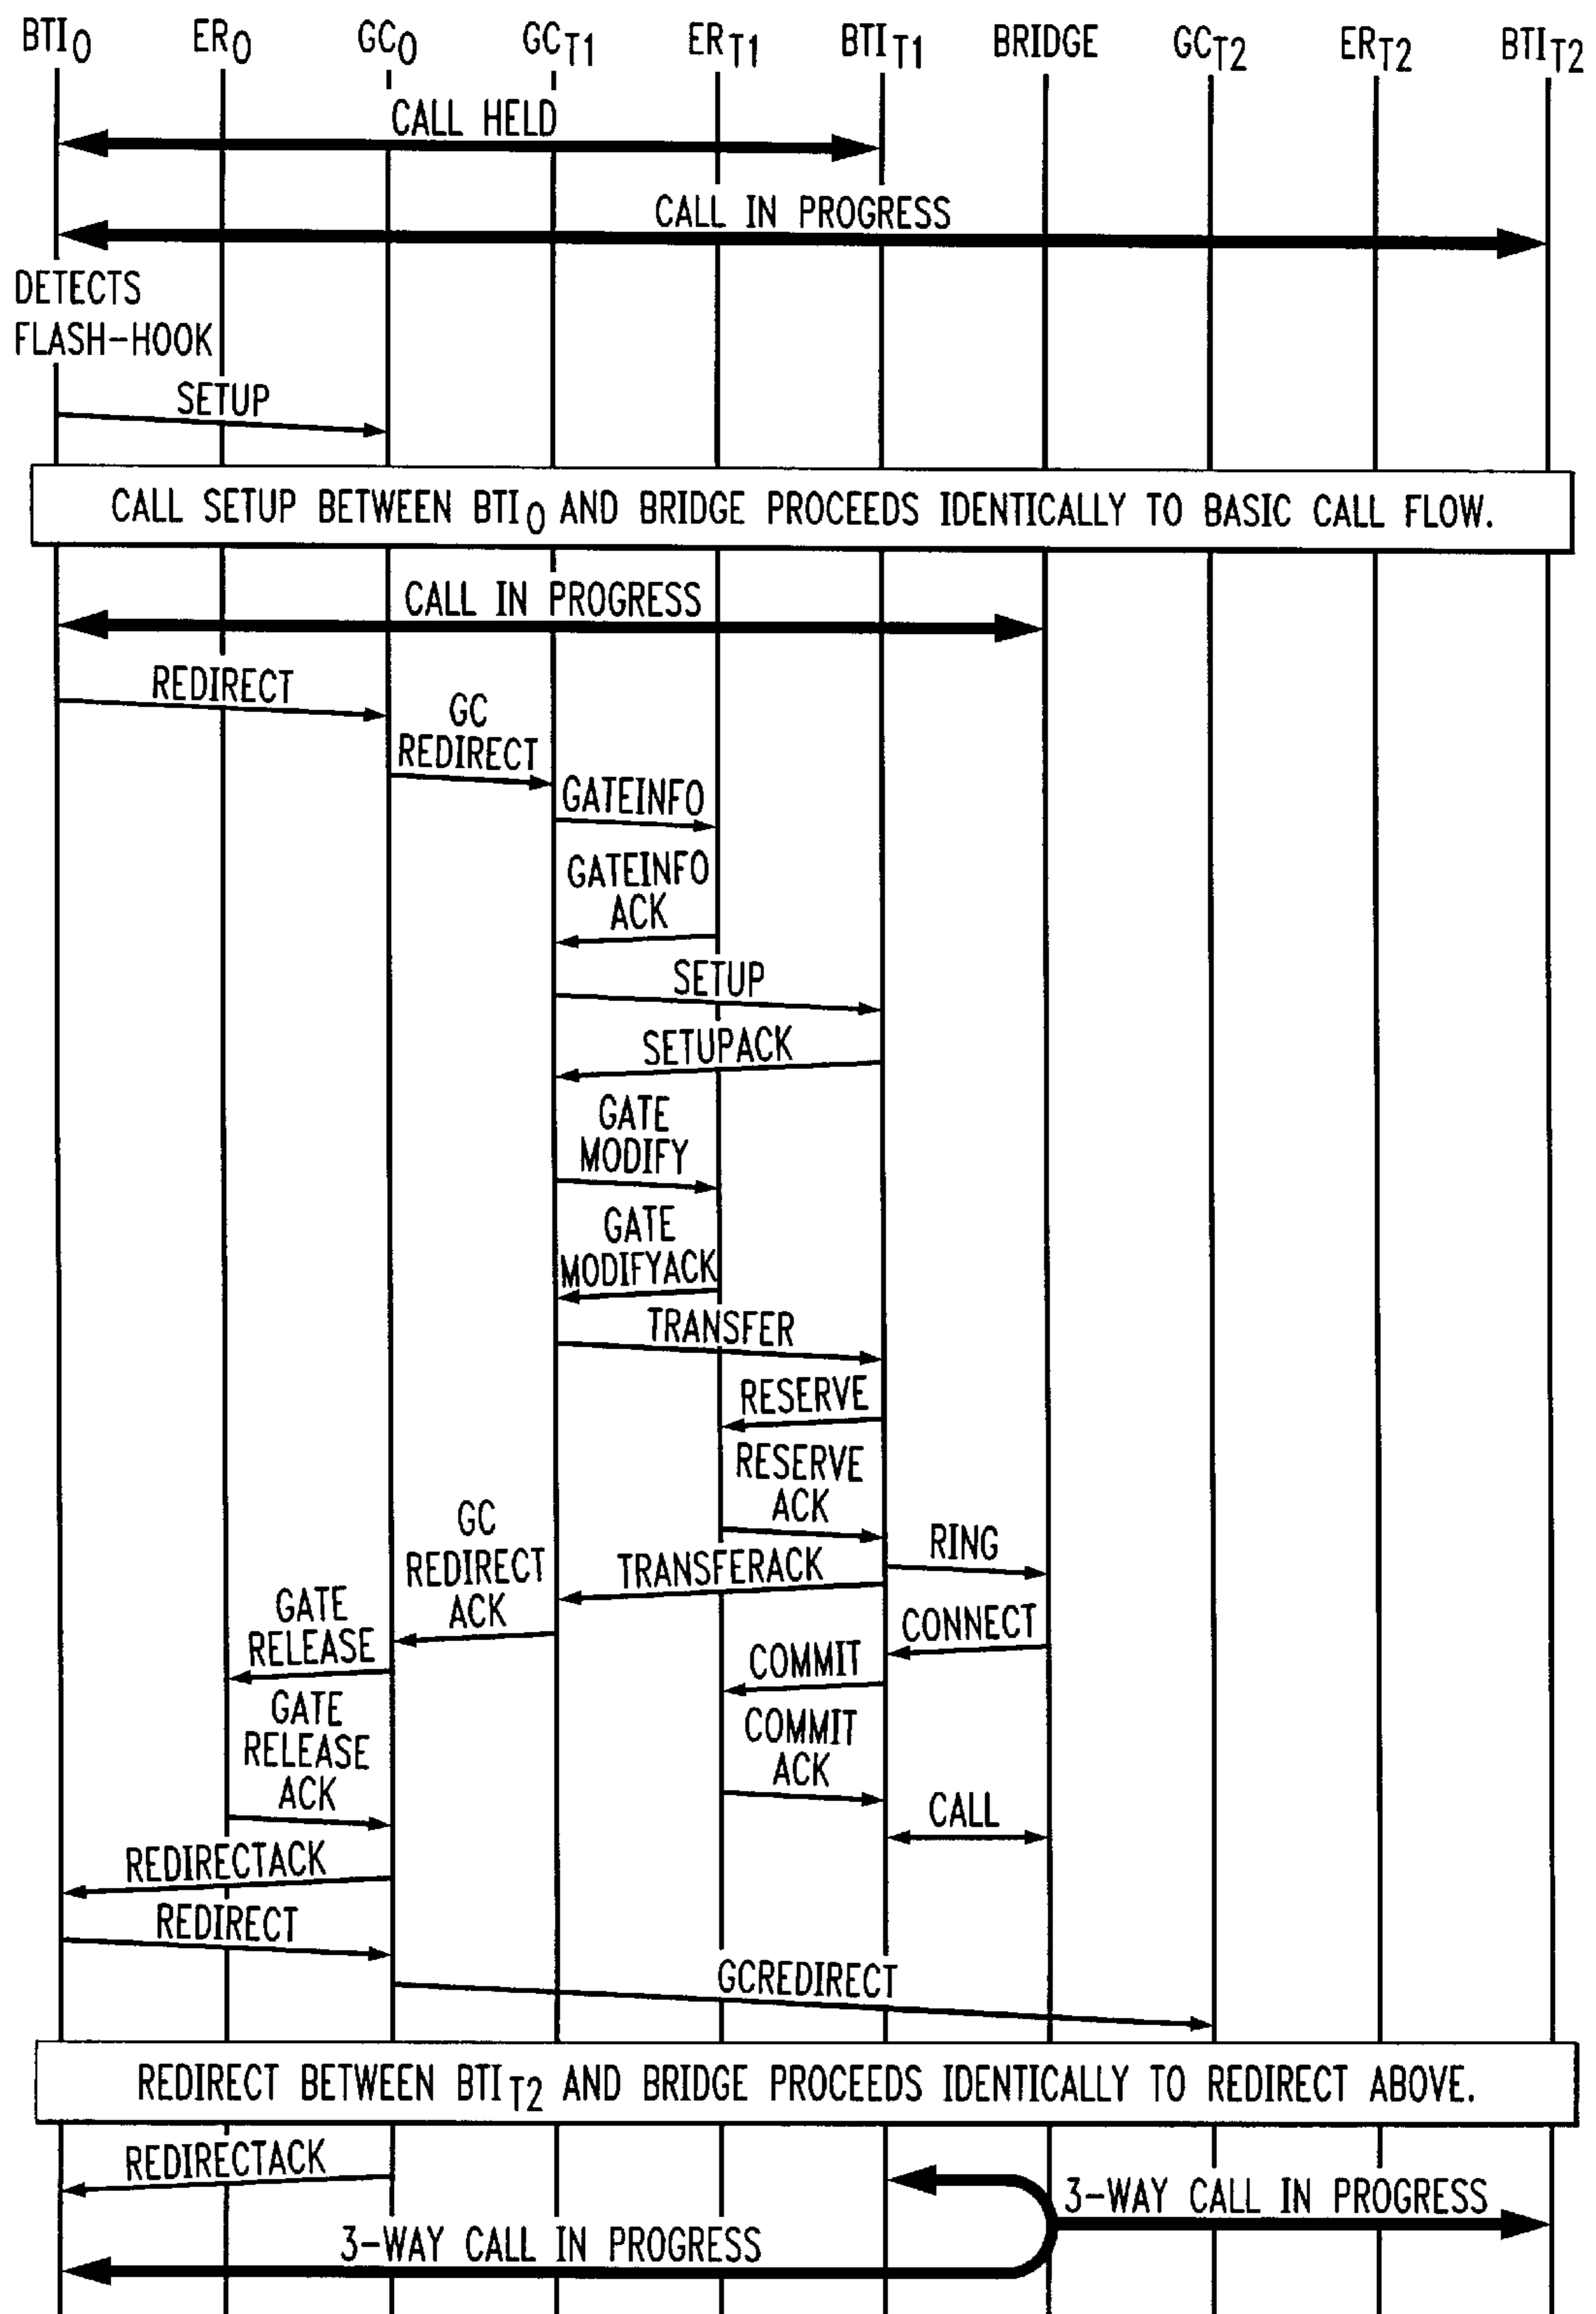 BTIO ERO GCO GCT1 ERT1 BTIT1 BRIDGE GCT2 ERT2 BTIT2
CALL HELD
CALL IN PROGRESS
DETECTS
FLASH-HOOK
SETUP
CALL SETUP BETWEEN BTIO AND BRIDGE PROCEEDS IDENTICALLY TO BASIC CALL FLOW.
CALL IN PROGRESS
REDIRECT
GC
REDIRECT
GATEINFO
GATEINFO
ACK
SETUP
SETUPACK
GATE
MODIFY
GATE
MODIFYACK
TRANSFER
RESERVE
RESERVE
ACK
RING
TRANSFERACK
GC
REDIRECT
ACK
CONNECT
GATE
RELEASE
COMMIT
GATE
RELEASE
ACK
COMMIT
ACK
CALL
REDIRECTACK
REDIRECT
GCREDIRECT
REDIRECT BETWEEN BTIT2 AND BRIDGE PROCEEDS IDENTICALLY TO REDIRECT ABOVE.
REDIRECTACK
3-WAY CALL IN PROGRESS
3-WAY CALL IN PROGRESS